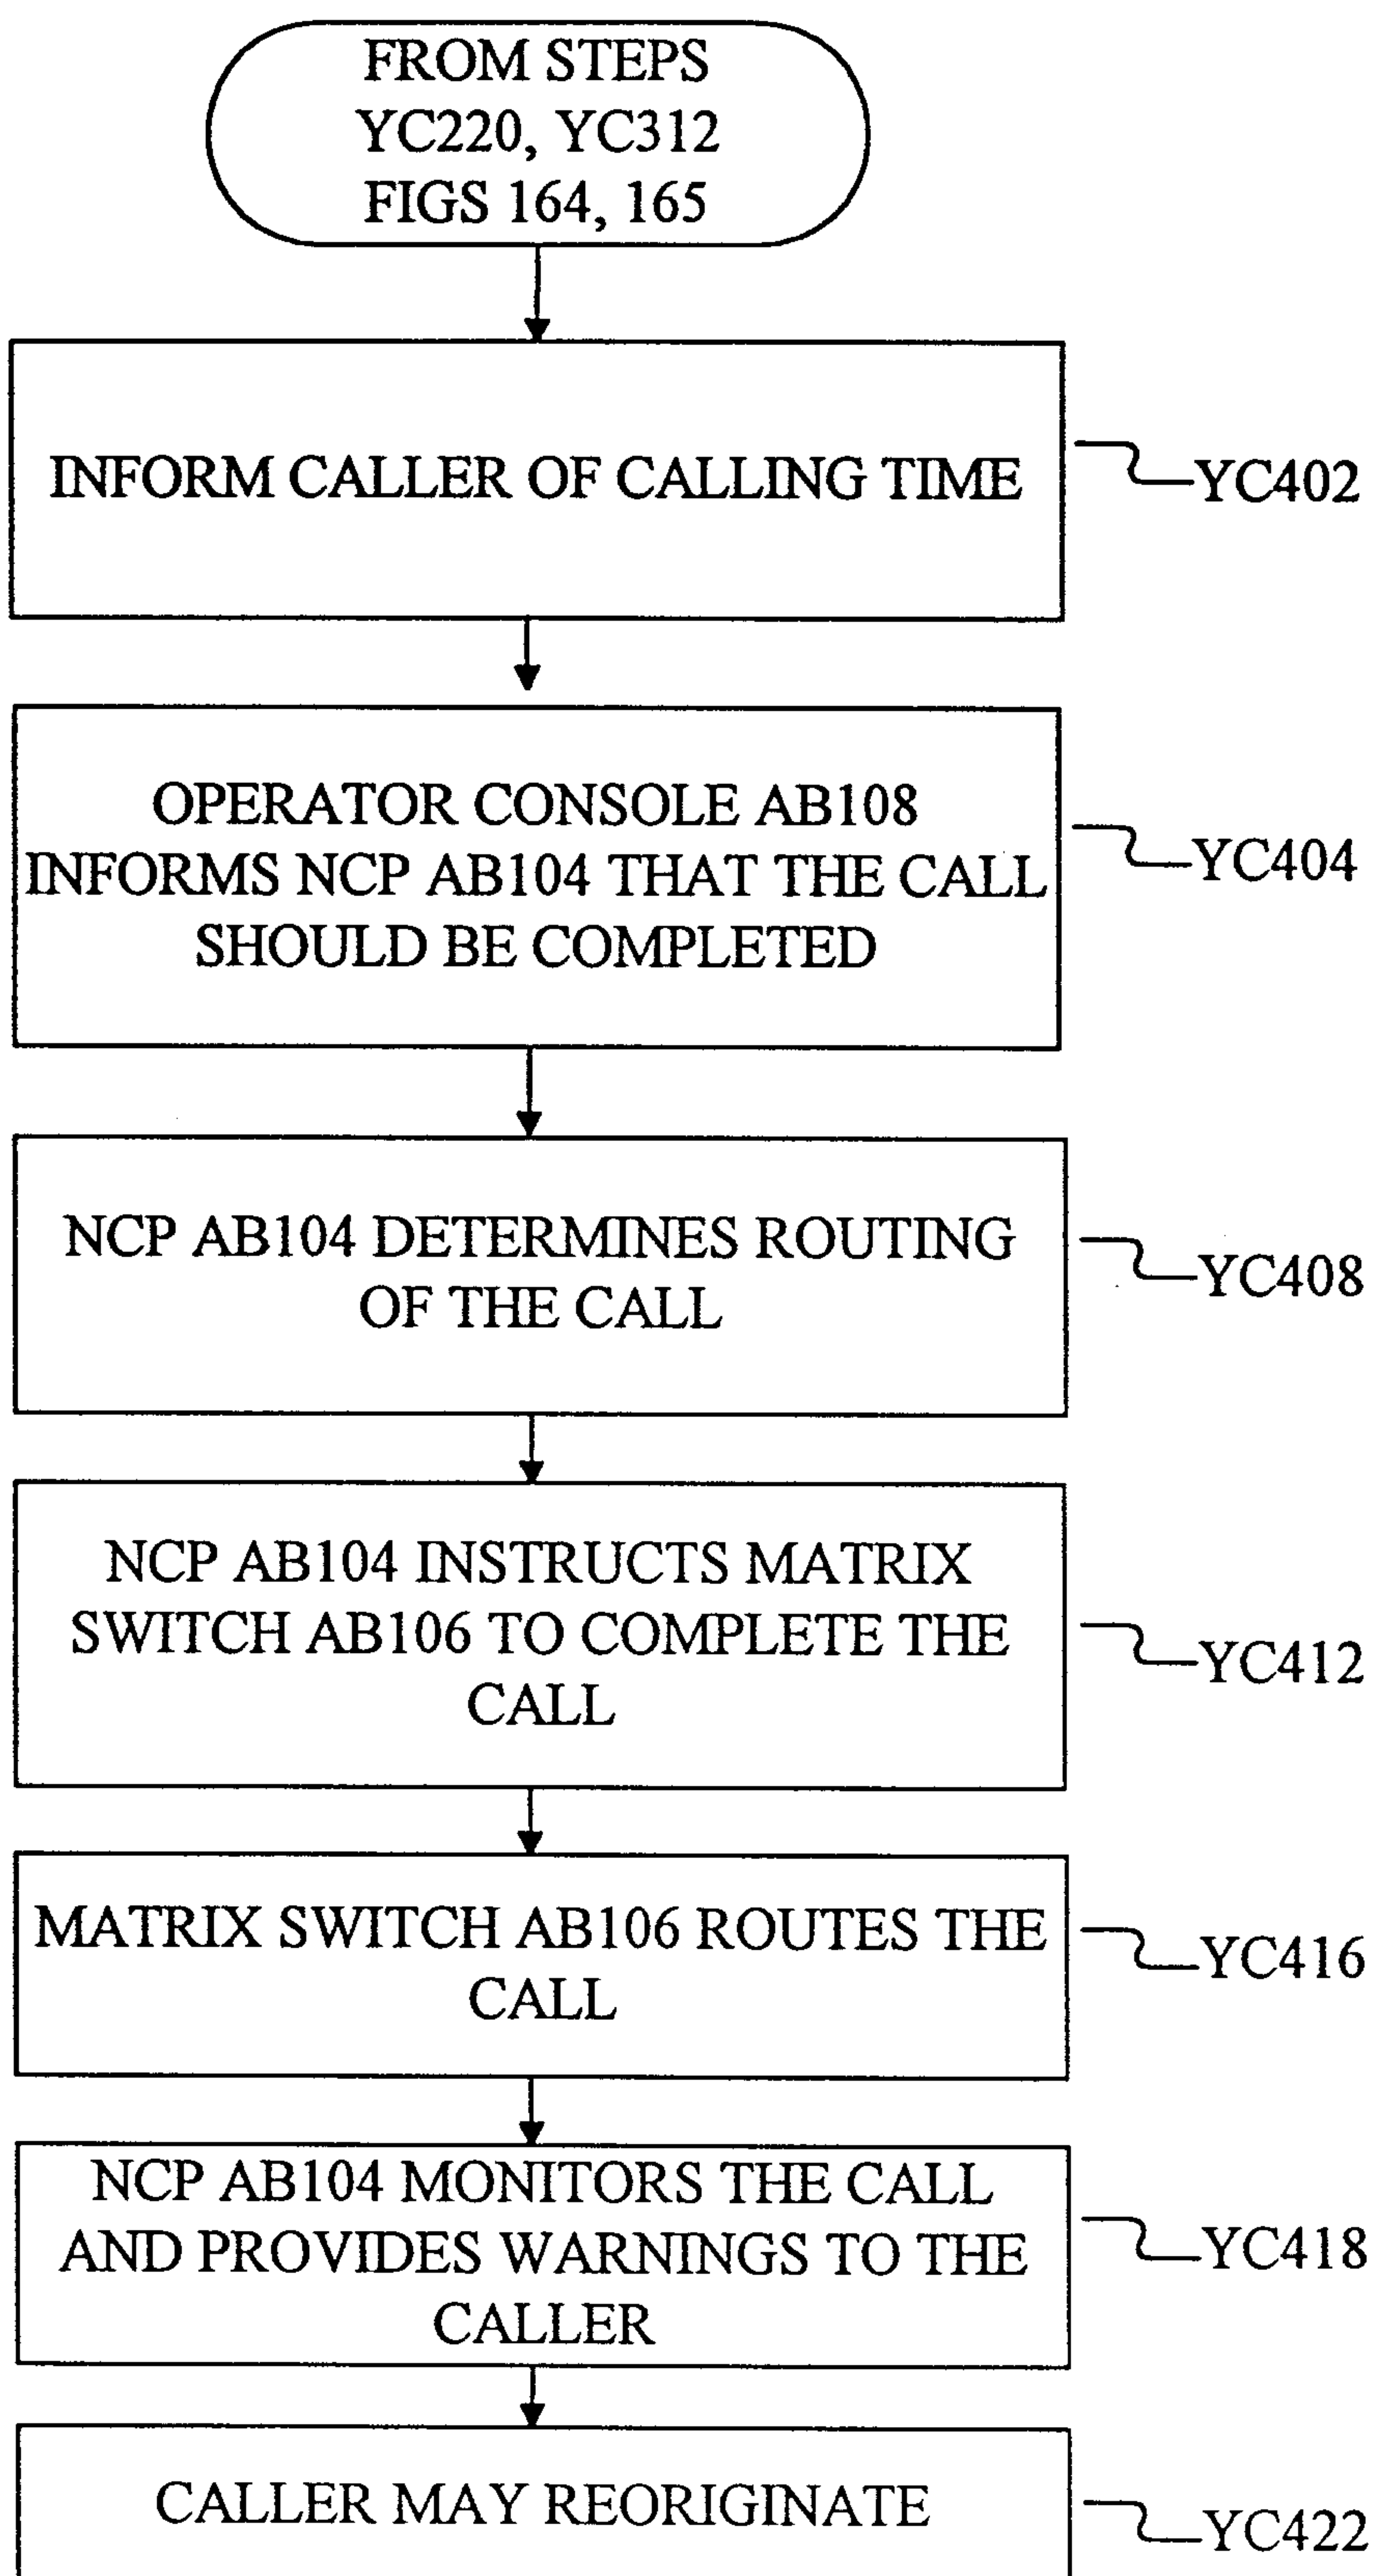 FROM STEPS
YC220, YC312
FIGS 164, 165
INFORM CALLER OF CALLING TIME
YC402
OPERATOR CONSOLE AB108
INFORMS NCP AB104 THAT THE CALL
SHOULD BE COMPLETED
YC404
NCP AB104 DETERMINES ROUTING
OF THE CALL
YC408
NCP AB104 INSTRUCTS MATRIX
SWITCH AB106 TO COMPLETE THE
CALL
YC412
MATRIX SWITCH AB106 ROUTES THE
CALL
YC416
NCP AB104 MONITORS THE CALL
AND PROVIDES WARNINGS TO THE
CALLER
YC418
CALLER MAY REORIGINATE
YC422